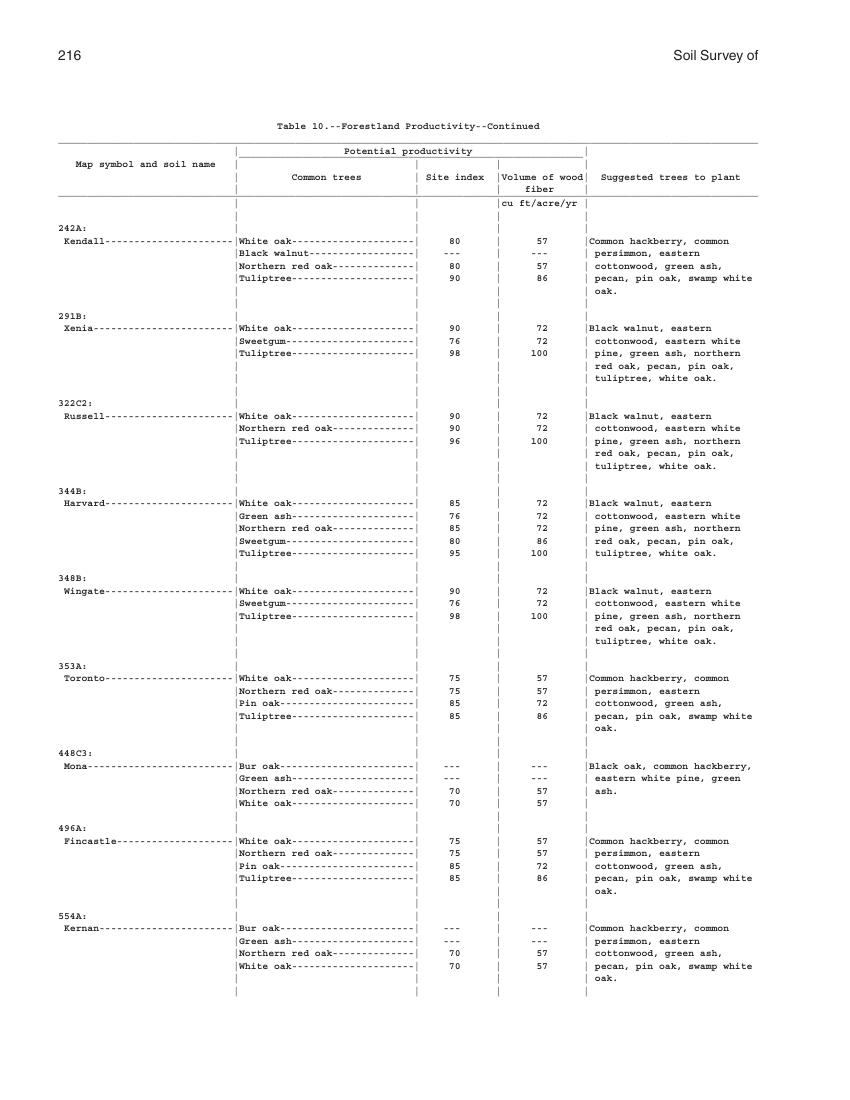 216 Soil Survey of
Table 10.--Forestland Productivity--Continued
Potential productivity
Map symbol and soil name
Common trees Site index Volume of wood Suggested trees to plant
fiber
cu ft/acre/yr
242A:
Kendall---------------------- White oak--------------------- 80 57 Common hackberry, common
Black walnut------------------ --- --- persimmon, eastern
Northern red oak-------------- 80 57 cottonwood, green ash,
Tuliptree--------------------- 90 86 pecan, pin oak, swamp white
oak.
291B:
Xenia------------------------ White oak--------------------- 90 72 Black walnut, eastern
Sweetgum---------------------- 76 72 cottonwood, eastern white
Tuliptree--------------------- 98 100 pine, green ash, northern
red oak, pecan, pin oak,
tuliptree, white oak.
322C2:
Russell---------------------- White oak--------------------- 90 72 Black walnut, eastern
Northern red oak-------------- 90 72 cottonwood, eastern white
Tuliptree--------------------- 96 100 pine, green ash, northern
red oak, pecan, pin oak,
tuliptree, white oak.
344B:
Harvard---------------------- White oak--------------------- 85 72 Black walnut, eastern
Green ash--------------------- 76 72 cottonwood, eastern white
Northern red oak-------------- 85 72 pine, green ash, northern
Sweetgum---------------------- 80 86 red oak, pecan, pin oak,
Tuliptree--------------------- 95 100 tuliptree, white oak.
348B:
Wingate---------------------- White oak--------------------- 90 72 Black walnut, eastern
Sweetgum---------------------- 76 72 cottonwood, eastern white
Tuliptree--------------------- 98 100 pine, green ash, northern
red oak, pecan, pin oak,
tuliptree, white oak.
353A:
Toronto---------------------- White oak--------------------- 75 57 Common hackberry, common
Northern red oak-------------- 75 57 persimmon, eastern
Pin oak----------------------- 85 72 cottonwood, green ash,
Tuliptree--------------------- 85 86 pecan, pin oak, swamp white
oak.
448C3:
Mona------------------------- Bur oak----------------------- --- --- Black oak, common hackberry,
Green ash--------------------- --- --- eastern white pine, green
Northern red oak-------------- 70 57 ash.
White oak--------------------- 70 57
496A:
Fincastle-------------------- White oak--------------------- 75 57 Common hackberry, common
Northern red oak-------------- 75 57 persimmon, eastern
Pin oak----------------------- 85 72 cottonwood, green ash,
Tuliptree--------------------- 85 86 pecan, pin oak, swamp white
oak.
554A:
Kernan----------------------- Bur oak----------------------- --- --- Common hackberry, common
Green ash--------------------- --- --- persimmon, eastern
Northern red oak-------------- 70 57 cottonwood, green ash,
White oak--------------------- 70 57 pecan, pin oak, swamp white
oak.